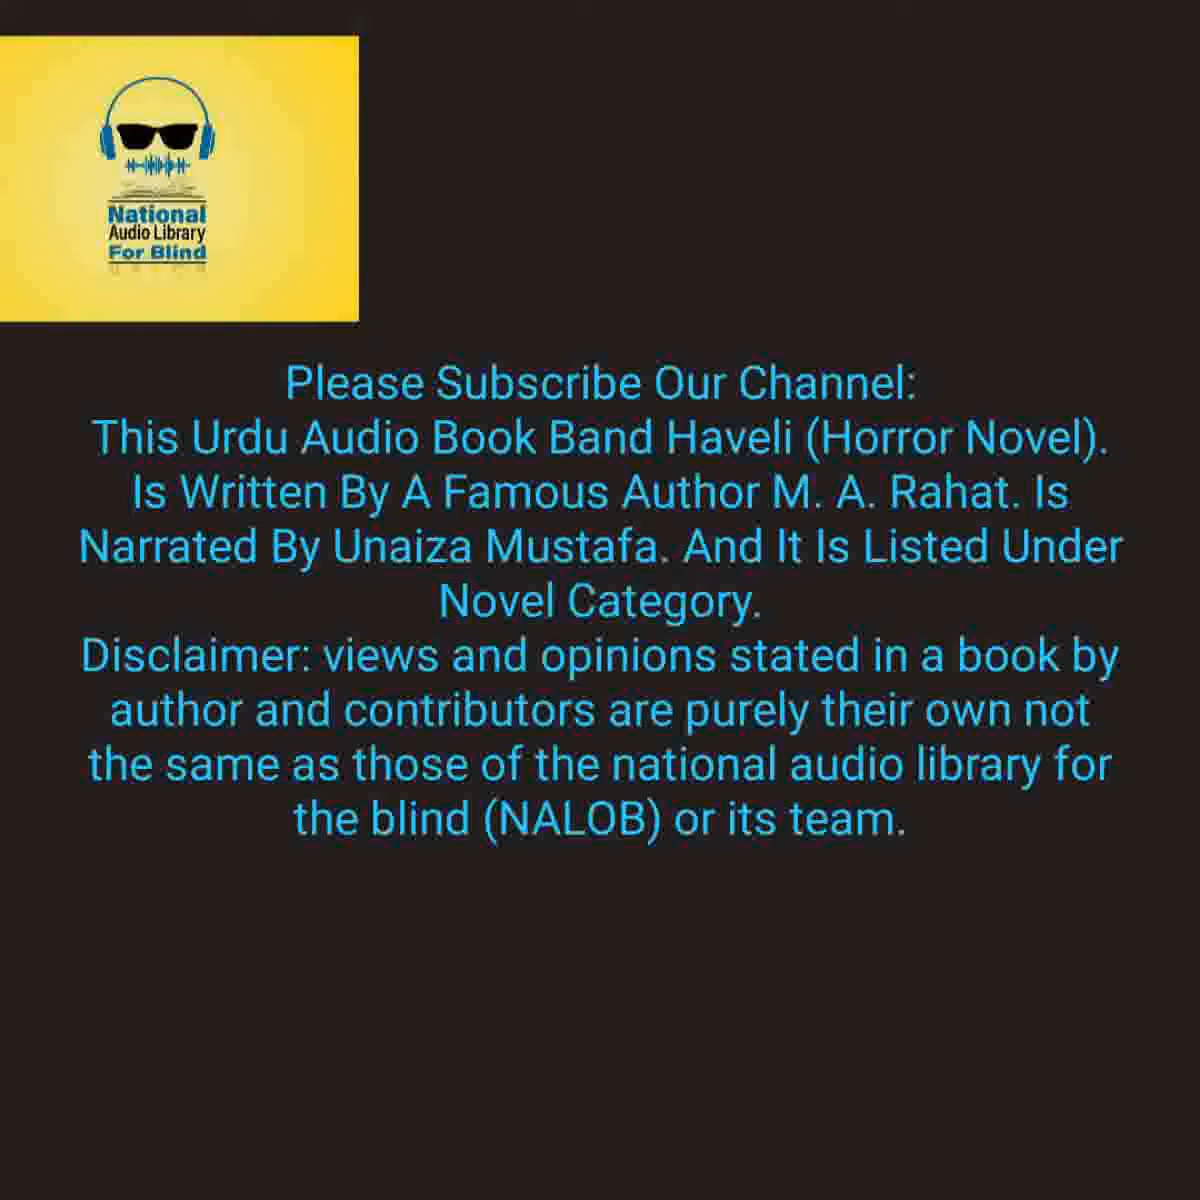 National
Audio Library
For Blind
Please Subscribe Our Channel:
This Urdu Audio Book Band Haveli (Horror Novel).
Is Written By A Famous Author M. A. Rahat. Is
Narrated By Unaiza Mustafa. And It Is Listed Under
Novel Category.
Disclaimer: views and opinions stated in a book by
author and contributors are purely their own not
the same as those of the national audio library for
the blind (NALOB) or its team.